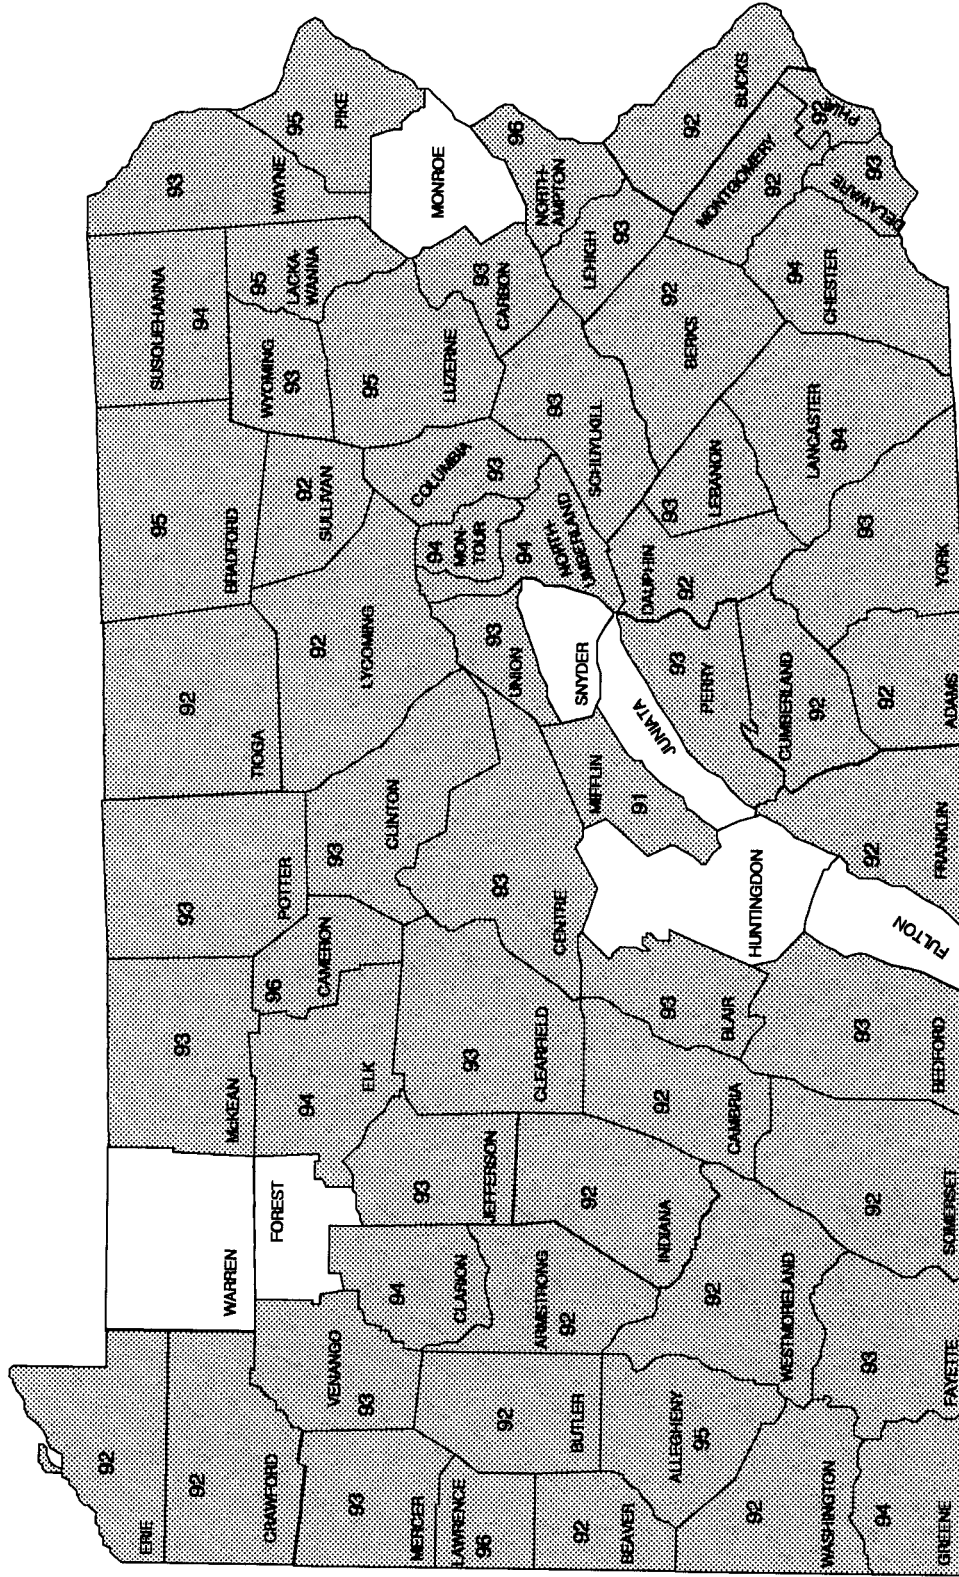 ERIE
92
CRAWFORD
92
WARREN
McKEAN
93
POTTER
93
TIOGA
92
BRADFORD
95
SUSQUEHANNA
94
WAYNE
93
MERCER
93
VENANGO
93
FOREST
ELK
94
CAMERON
96
CLINTON
93
LYCOMING
92
SULLIVAN
92
WYOMING
93
LACKA-
WANNA
95
PIKE
95
LAWRENCE
96
BUTLER
92
CLARION
94
JEFFERSON
93
CLEARFIELD
93
CENTRE
93
UNION
93
MON-
TOUR
94
COLUMBIA
93
LUZERNE
95
MONROE
BEAVER
92
ARMSTRONG
92
INDIANA
92
CAMBRIA
92
BLAIR
93
HUNTINGDON
MIFFLIN
91
SNYDER
JUNIATA
NORTH-
UMBERLAND
94
SCHUYLKILL
93
CARBON
93
NORTH-
AMPTON
96
LEHIGH
93
ALLEGHENY
95
WESTMORELAND
92
PERRY
93
DAUPHIN
92
LEBANON
93
BERKS
92
BUCKS
92
MONTGOMERY
92
PHILA
92
WASHINGTON
92
GREENE
94
FAYETTE
93
SOMERSET
92
BEDFORD
93
FULTON
FRANKLIN
92
CUMBERLAND
92
ADAMS
92
YORK
93
LANCASTER
94
CHESTER
94
DELAWARE
93